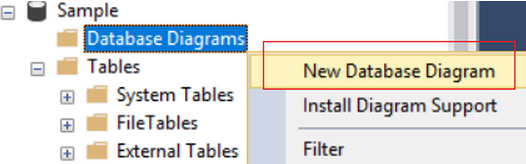 Sample
Database Diagrams
Tables
New Database Diagram
System Tables
Install Diagram Support
FileTables
External Tables
Filter